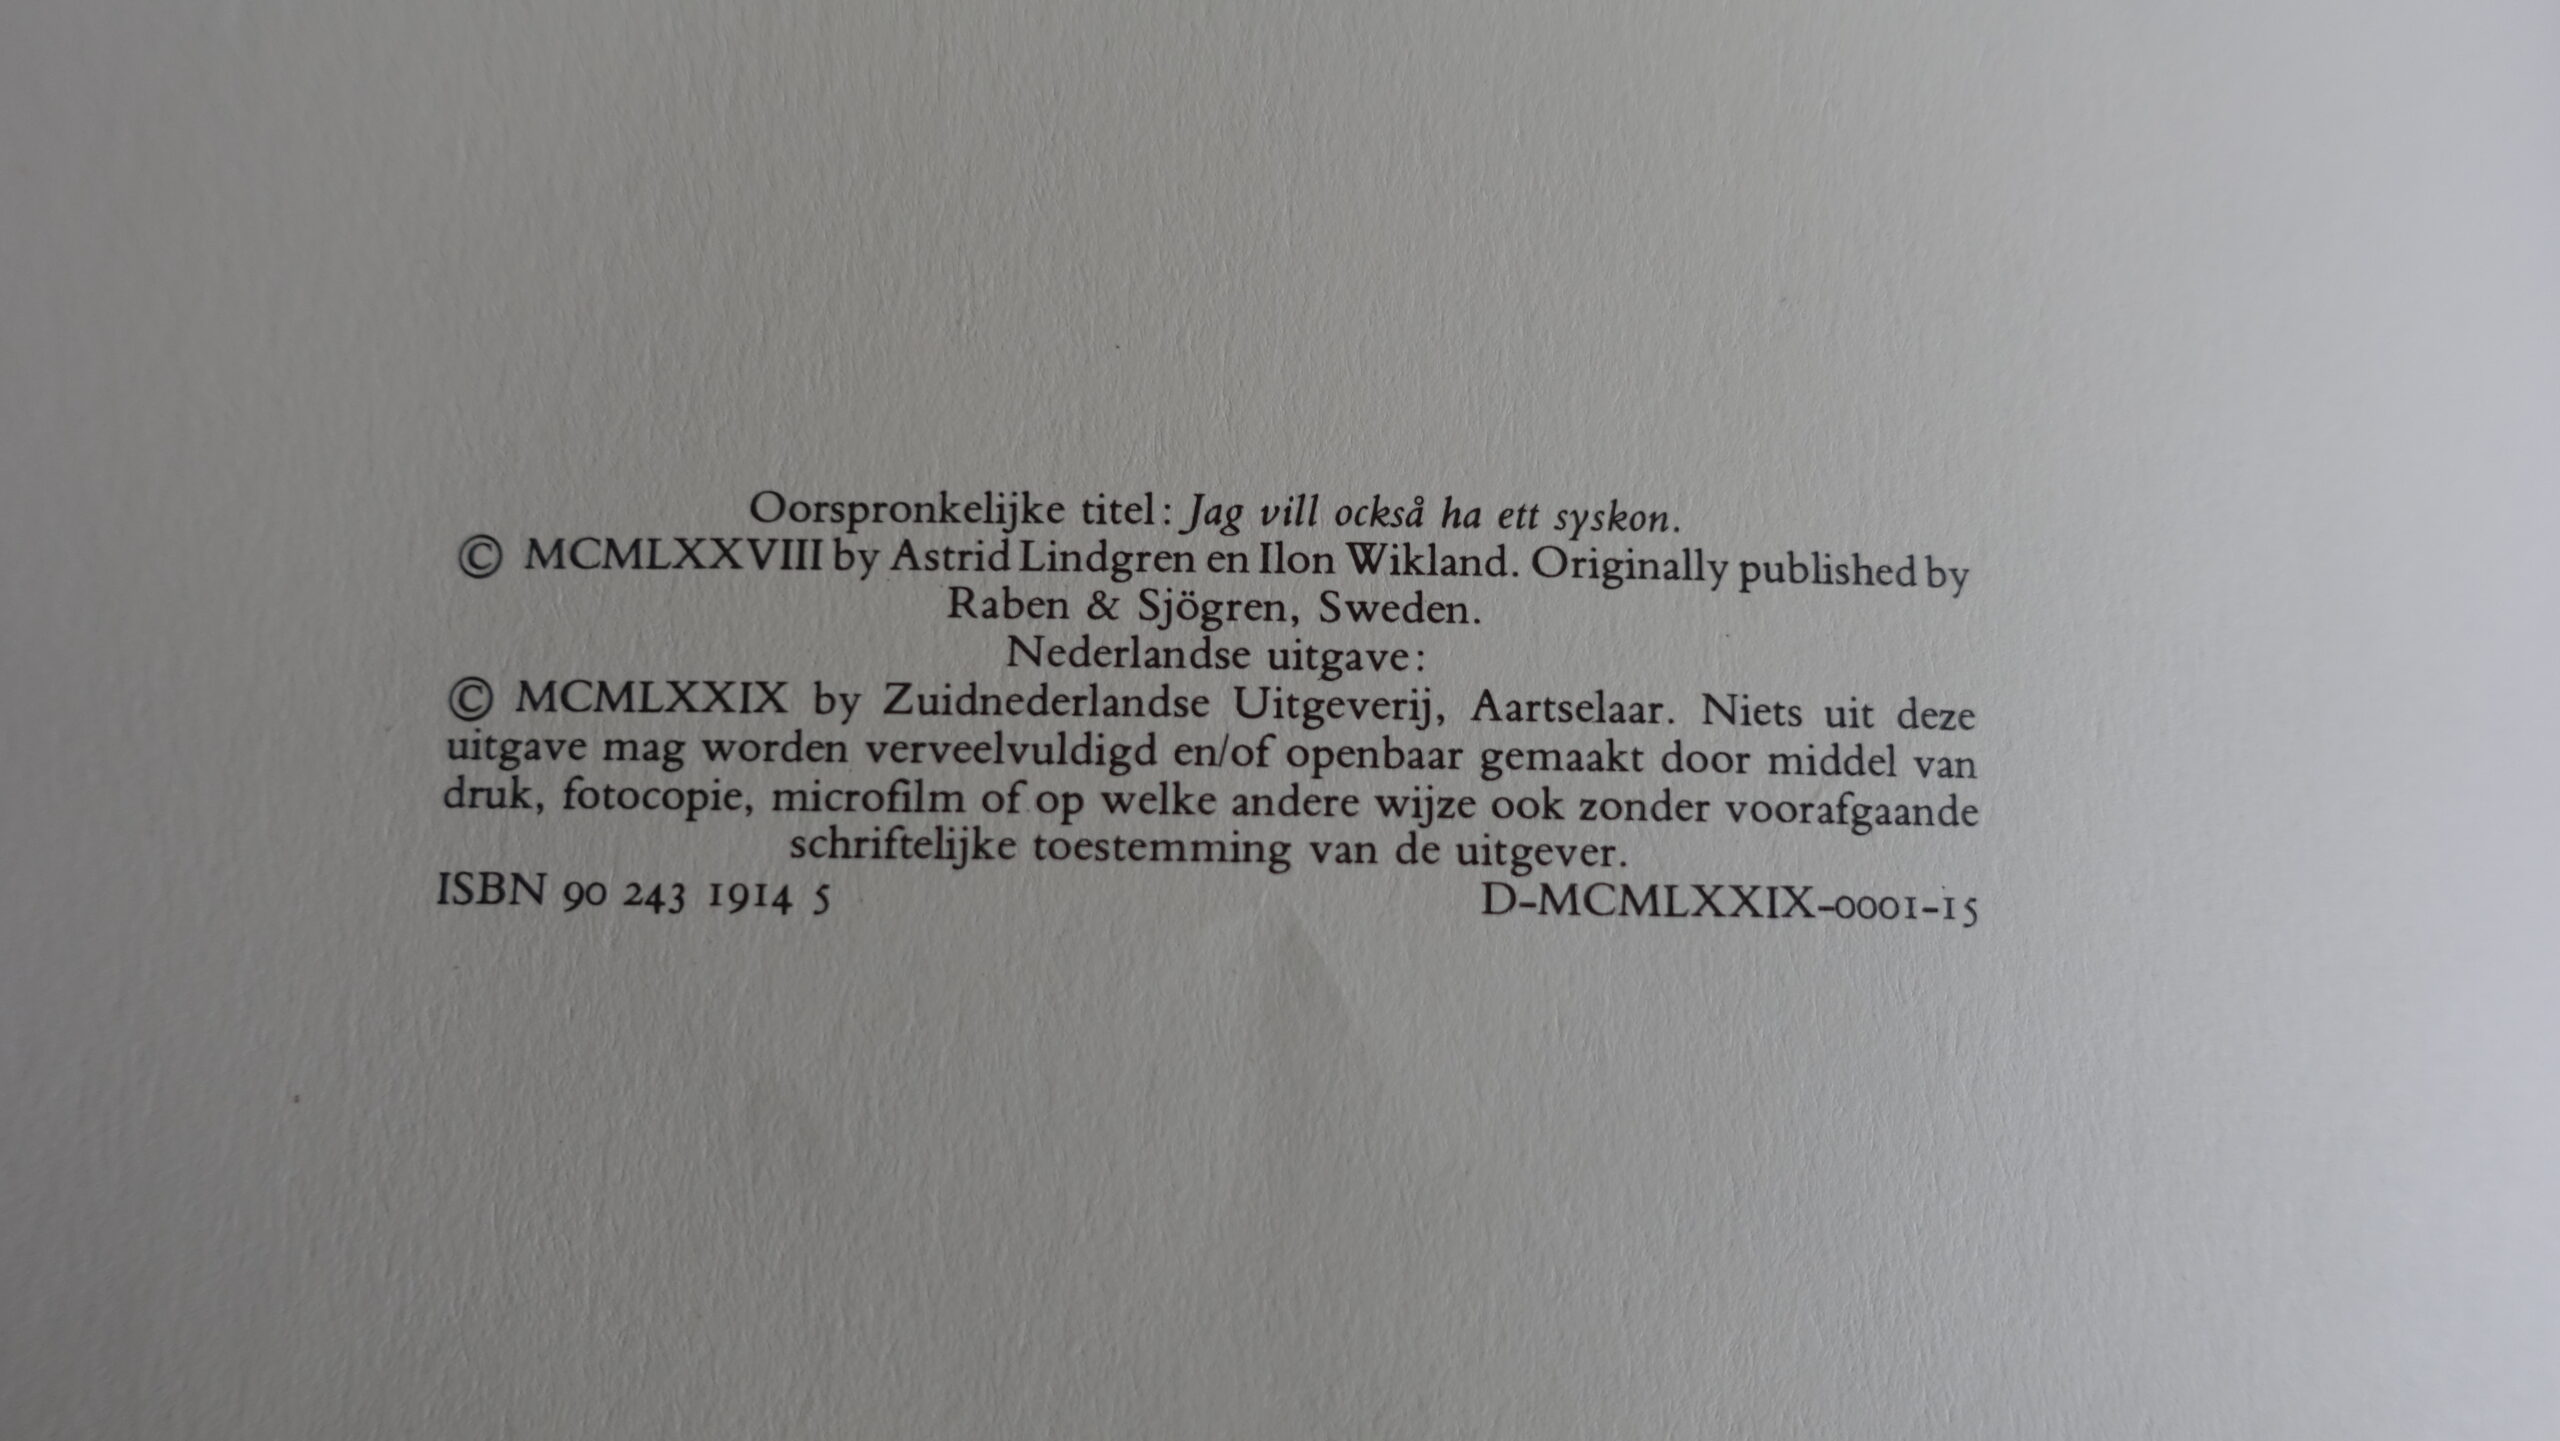 Oorspronkelijke titel: Jag vill också ha ett syskon.
© MCMLXXVIII by Astrid Lindgren en Ilon Wikland. Originally published by
Raben & Sjögren, Sweden.
Nederlandse uitgave:
© MCMLXXIX by Zuidnederlandse Uitgeverij, Aartselaar. Niets uit deze
uitgave mag worden verveelvuldigd en/of openbaar gemaakt door middel van
druk, fotocopie, microfilm of op welke andere wijze ook zonder voorafgaande
schriftelijke toestemming van de uitgever.
ISBN 90 243 1914 5 D-MCMLXXIX-0001-15